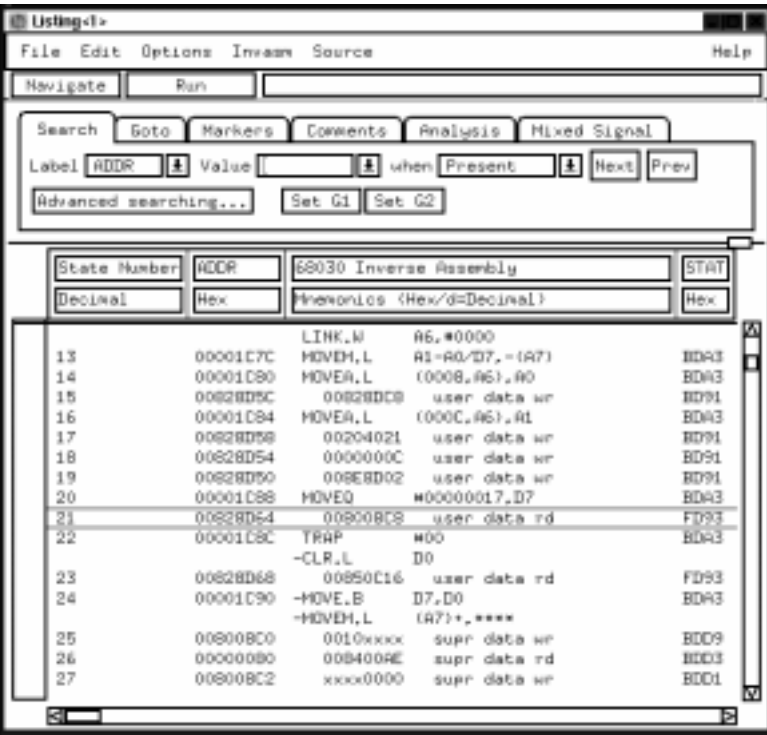 Listing<1>
File Edit Options Invasm Source Help
Navigate Run
Search Goto Markers Comments Analysis Mixed Signal
Label ADDR Value when Present Next Prev
Advanced searching... Set G1 Set G2
State Number ADDR 68030 Inverse Assembly STAT
Decimal Hex Mnemonics (Hex/d=Decimal) Hex
LINK.W A6,#0000
13 00001C7C MOVEM.L A1-A0/D7,-(A7) BDA3
14 00001C80 MOVEA.L (0008,A6),A0 BDA3
15 00828D5C 00828DC8 user data wr BD91
16 00001C84 MOVEA.L (000C,A6),A1 BDA3
17 00828D58 00204021 user data wr BD91
18 00828D54 0000000C user data wr BD91
19 00828D50 008E8D02 user data wr BD91
20 00001C88 MOVEQ #00000017,D7 BDA3
21 00828D64 008008C8 user data rd FD93
22 00001C8C TRAP #00 BDA3
-CLR.L D0
23 00828D68 00850C16 user data rd FD93
24 00001C90 -MOVE.B D7,D0 BDA3
-MOVEM.L (A7)+,****
25 008008C0 0010xxxx supr data wr BDD9
26 00000080 008400AE supr data rd BDD3
27 008008C2 xxxx0000 supr data wr BDD1